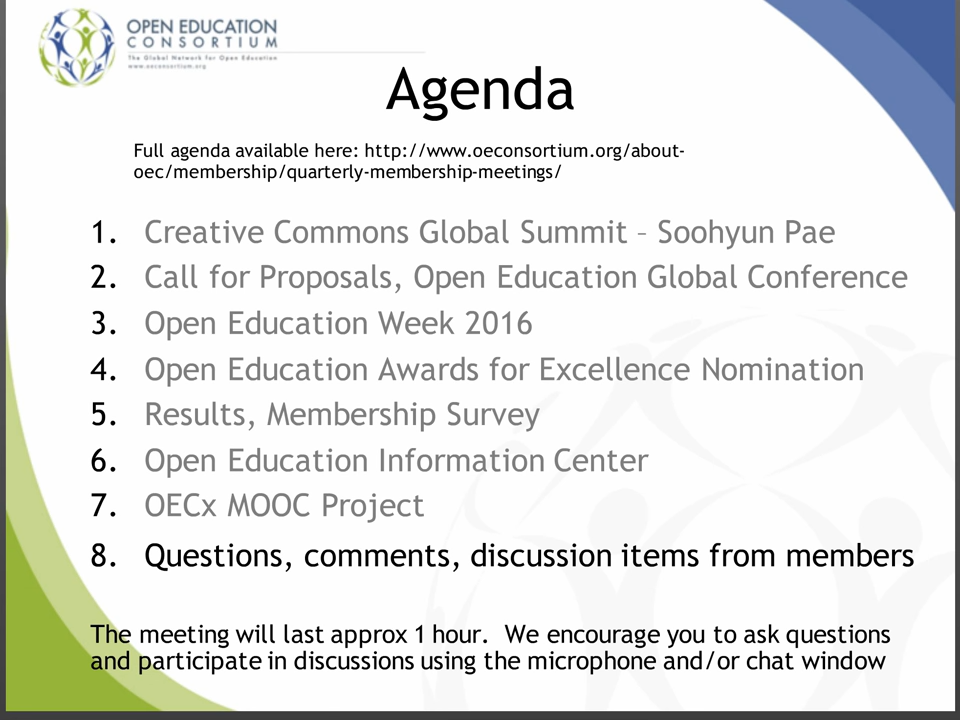 OPEN EDUCATION
CONSORTIUM
The Global Network for Open Education
www.oeconsortium.org
Agenda
Full agenda available here: http://www.oeconsortium.org/about-
oec/membership/quarterly-membership-meetings/
1. Creative Commons Global Summit – Soohyun Pae
2. Call for Proposals, Open Education Global Conference
3. Open Education Week 2016
4. Open Education Awards for Excellence Nomination
5. Results, Membership Survey
6. Open Education Information Center
7. OECx MOOC Project
8. Questions, comments, discussion items from members
The meeting will last approx 1 hour.  We encourage you to ask questions
and participate in discussions using the microphone and/or chat window